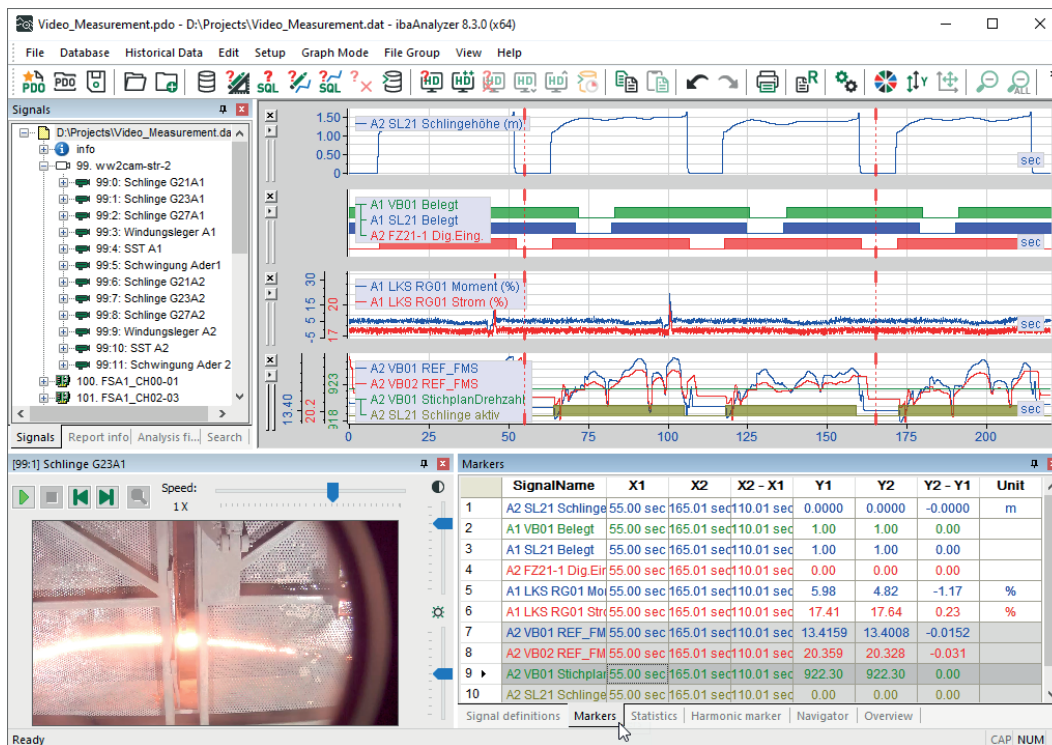 Video_Measurement.pdo - D:\Projects\Video_Measurement.dat - ibaAnalyzer 8.3.0 (x64)
File Database Historical Data Edit Setup Graph Mode File Group View Help
PDO PDO SQL SQL HD HD HD HD HD R Y ALL
Signals
D:\Projects\Video_Measurement.da
info
99. ww2cam-str-2
99:0: Schlinge G21A1
99:1: Schlinge G23A1
99:2: Schlinge G27A1
99:3: Windungsleger A1
99:4: SST A1
99:5: Schwingung Ader1
99:6: Schlinge G21A2
99:7: Schlinge G23A2
99:8: Schlinge G27A2
99:9: Windungsleger A2
99:10: SST A2
99:11: Schwingung Ader 2
100. FSA1_CH00-01
101. FSA1_CH02-03
Signals Report info Analysis fi... Search
1.50
1.00
0.50
0
A2 SL21 Schlingehöhe (m)
sec
A1 VB01 Belegt
A1 SL21 Belegt
A2 FZ21-1 Dig.Eing.
sec
-5 5 15 30
17 20
A1 LKS RG01 Moment (%)
A1 LKS RG01 Strom (%)
sec
13.40
20.2
918 923
A2 VB01 REF_FMS
A2 VB02 REF_FMS
A2 VB01 StichplanDrehzahl
A2 SL21 Schlinge aktiv
sec
0 25 50 75 100 125 150 175 200
[99:1] Schlinge G23A1
Speed:
1 X
Markers
SignalName X1 X2 X2 - X1 Y1 Y2 Y2 - Y1 Unit
1 A2 SL21 Schlinge 55.00 sec 165.01 sec 110.01 sec 0.0000 0.0000 -0.0000 m
2 A1 VB01 Belegt 55.00 sec 165.01 sec 110.01 sec 1.00 1.00 0.00
3 A1 SL21 Belegt 55.00 sec 165.01 sec 110.01 sec 1.00 1.00 0.00
4 A2 FZ21-1 Dig.Eir 55.00 sec 165.01 sec 110.01 sec 0.00 0.00 0.00
5 A1 LKS RG01 Mo 55.00 sec 165.01 sec 110.01 sec 5.98 4.82 -1.17 %
6 A1 LKS RG01 Str 55.00 sec 165.01 sec 110.01 sec 17.41 17.64 0.23 %
7 A2 VB01 REF_FM 55.00 sec 165.01 sec 110.01 sec 13.4159 13.4008 -0.0152
8 A2 VB02 REF_FM 55.00 sec 165.01 sec 110.01 sec 20.359 20.328 -0.031
9 A2 VB01 Stichplar 55.00 sec 165.01 sec 110.01 sec 922.30 922.30 0.00
10 A2 SL21 Schlinge 55.00 sec 165.01 sec 110.01 sec 0.00 0.00 0.00
Signal definitions Markers Statistics Harmonic marker Navigator Overview
Ready CAP NUM